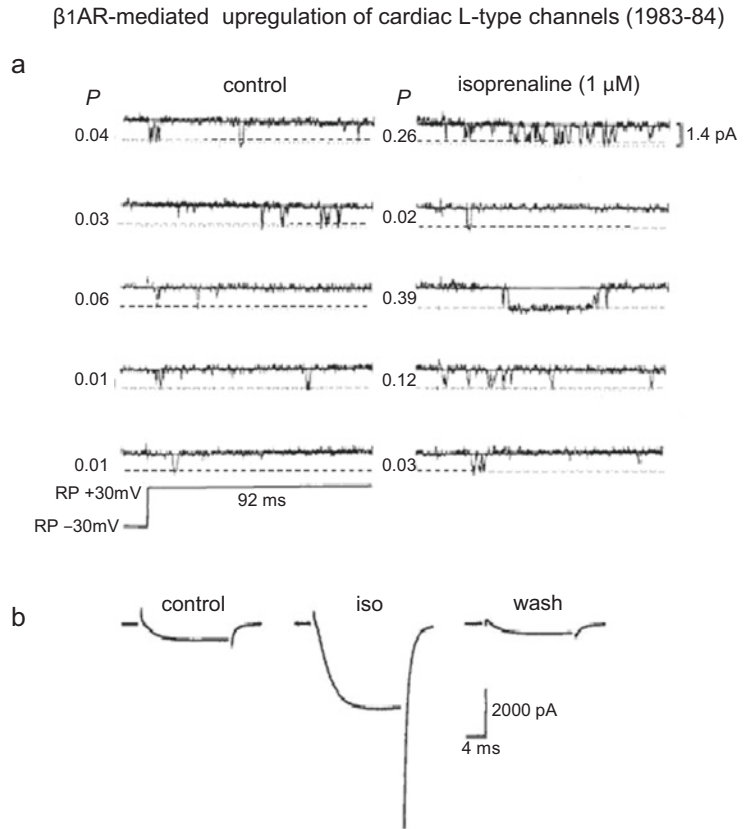 β1AR-mediated upregulation of cardiac L-type channels (1983-84)
a
P control P isoprenaline (1 µM)
0.04 0.26 1.4 pA
0.03 0.02
0.06 0.39
0.01 0.12
0.01 0.03
RP +30mV
92 ms
RP −30mV
b
control iso wash
2000 pA
4 ms